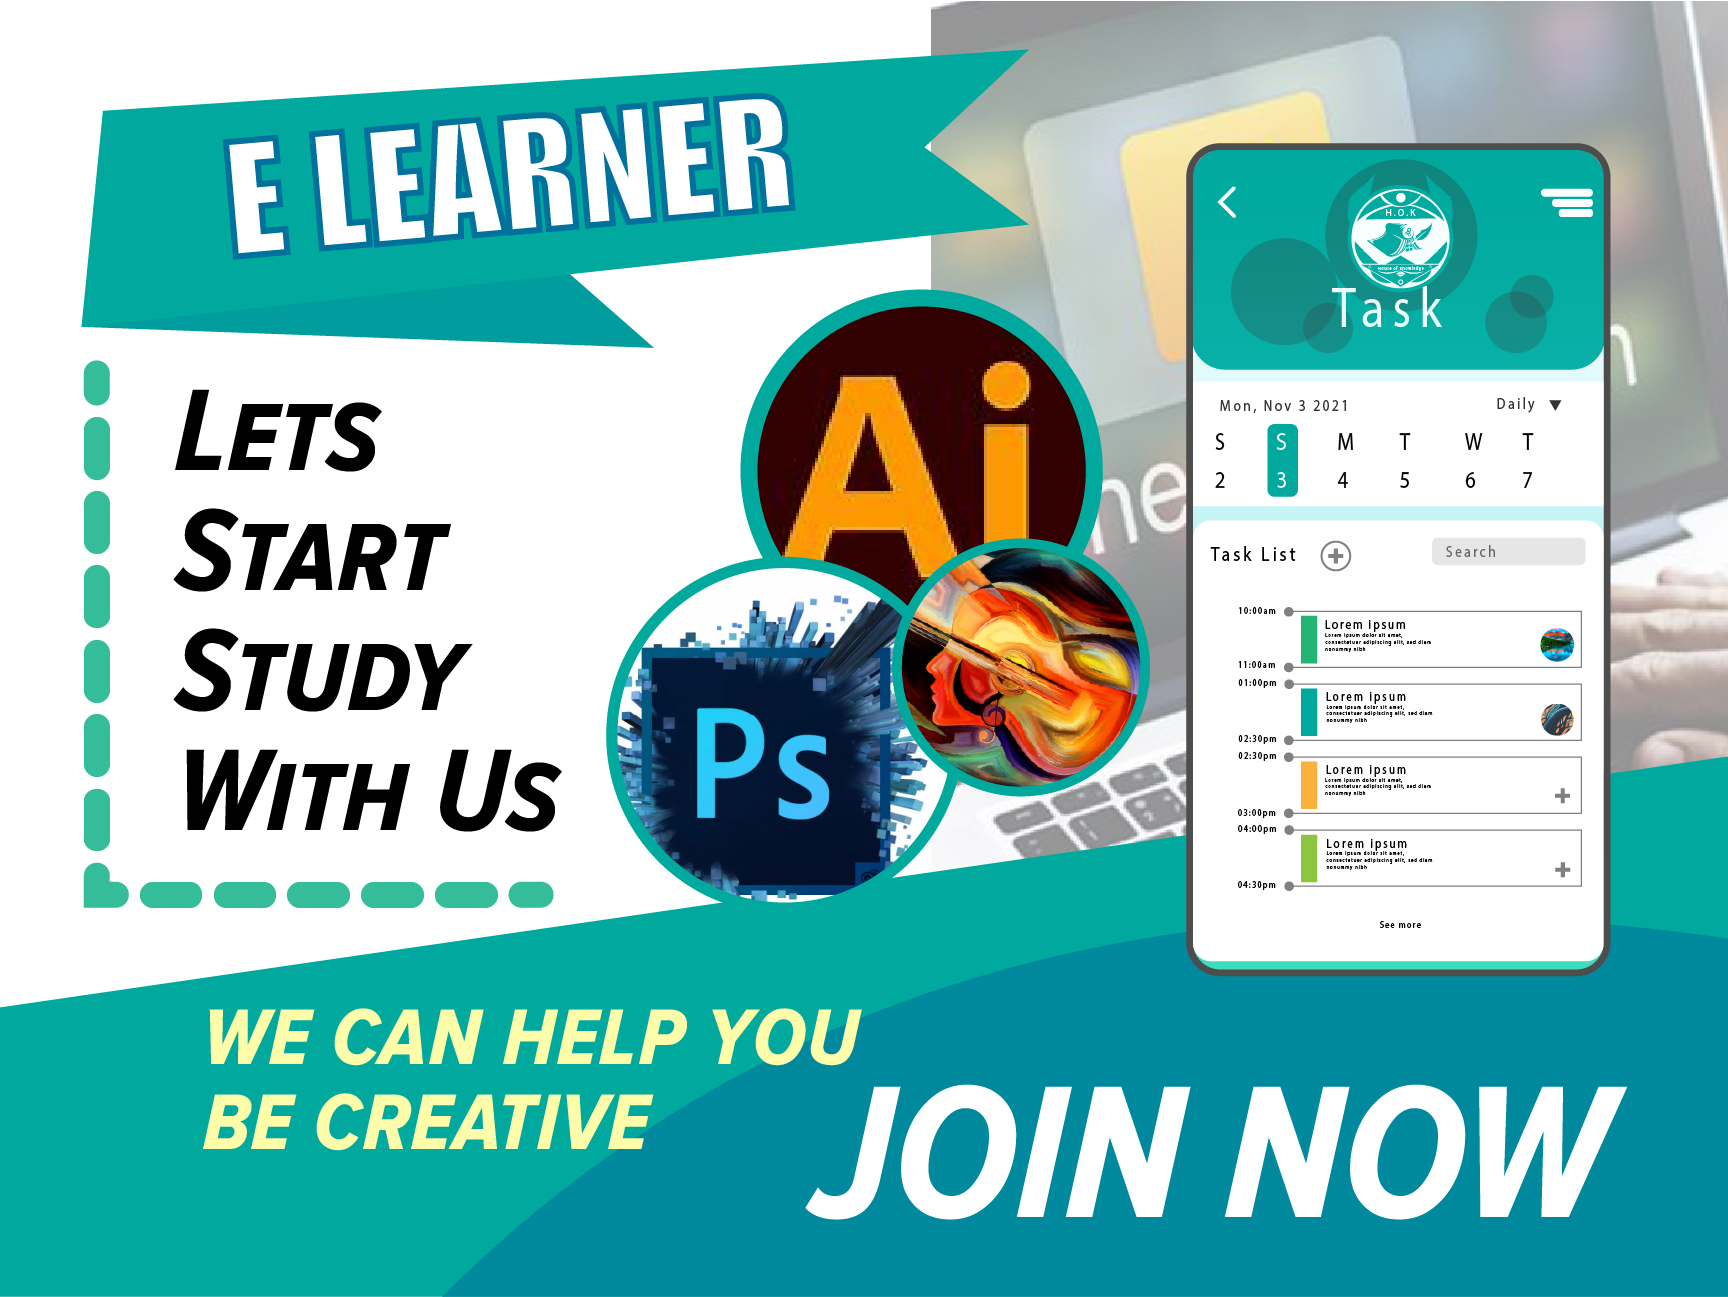 E LEARNER
LETS
START
STUDY
WITH US
Ai
Ps
ne
n
H.O.K
House of Knowledge
Task
Mon, Nov 3 2021
Daily ▼
S S M T W T
2 3 4 5 6 7
Task List
Search
10:00am
Lorem ipsum
Lorem ipsum dolor sit amet,
consectetuer adipiscing elit, sed diam
nonummy nibh
11:00am
01:00pm
Lorem ipsum
Lorem ipsum dolor sit amet,
consectetuer adipiscing elit, sed diam
nonummy nibh
02:30pm
02:30pm
Lorem ipsum
Lorem ipsum dolor sit amet,
consectetuer adipiscing elit, sed diam
nonummy nibh
03:00pm
04:00pm
Lorem ipsum
Lorem ipsum dolor sit amet,
consectetuer adipiscing elit, sed diam
nonummy nibh
04:30pm
See more
WE CAN HELP YOU
BE CREATIVE
JOIN NOW